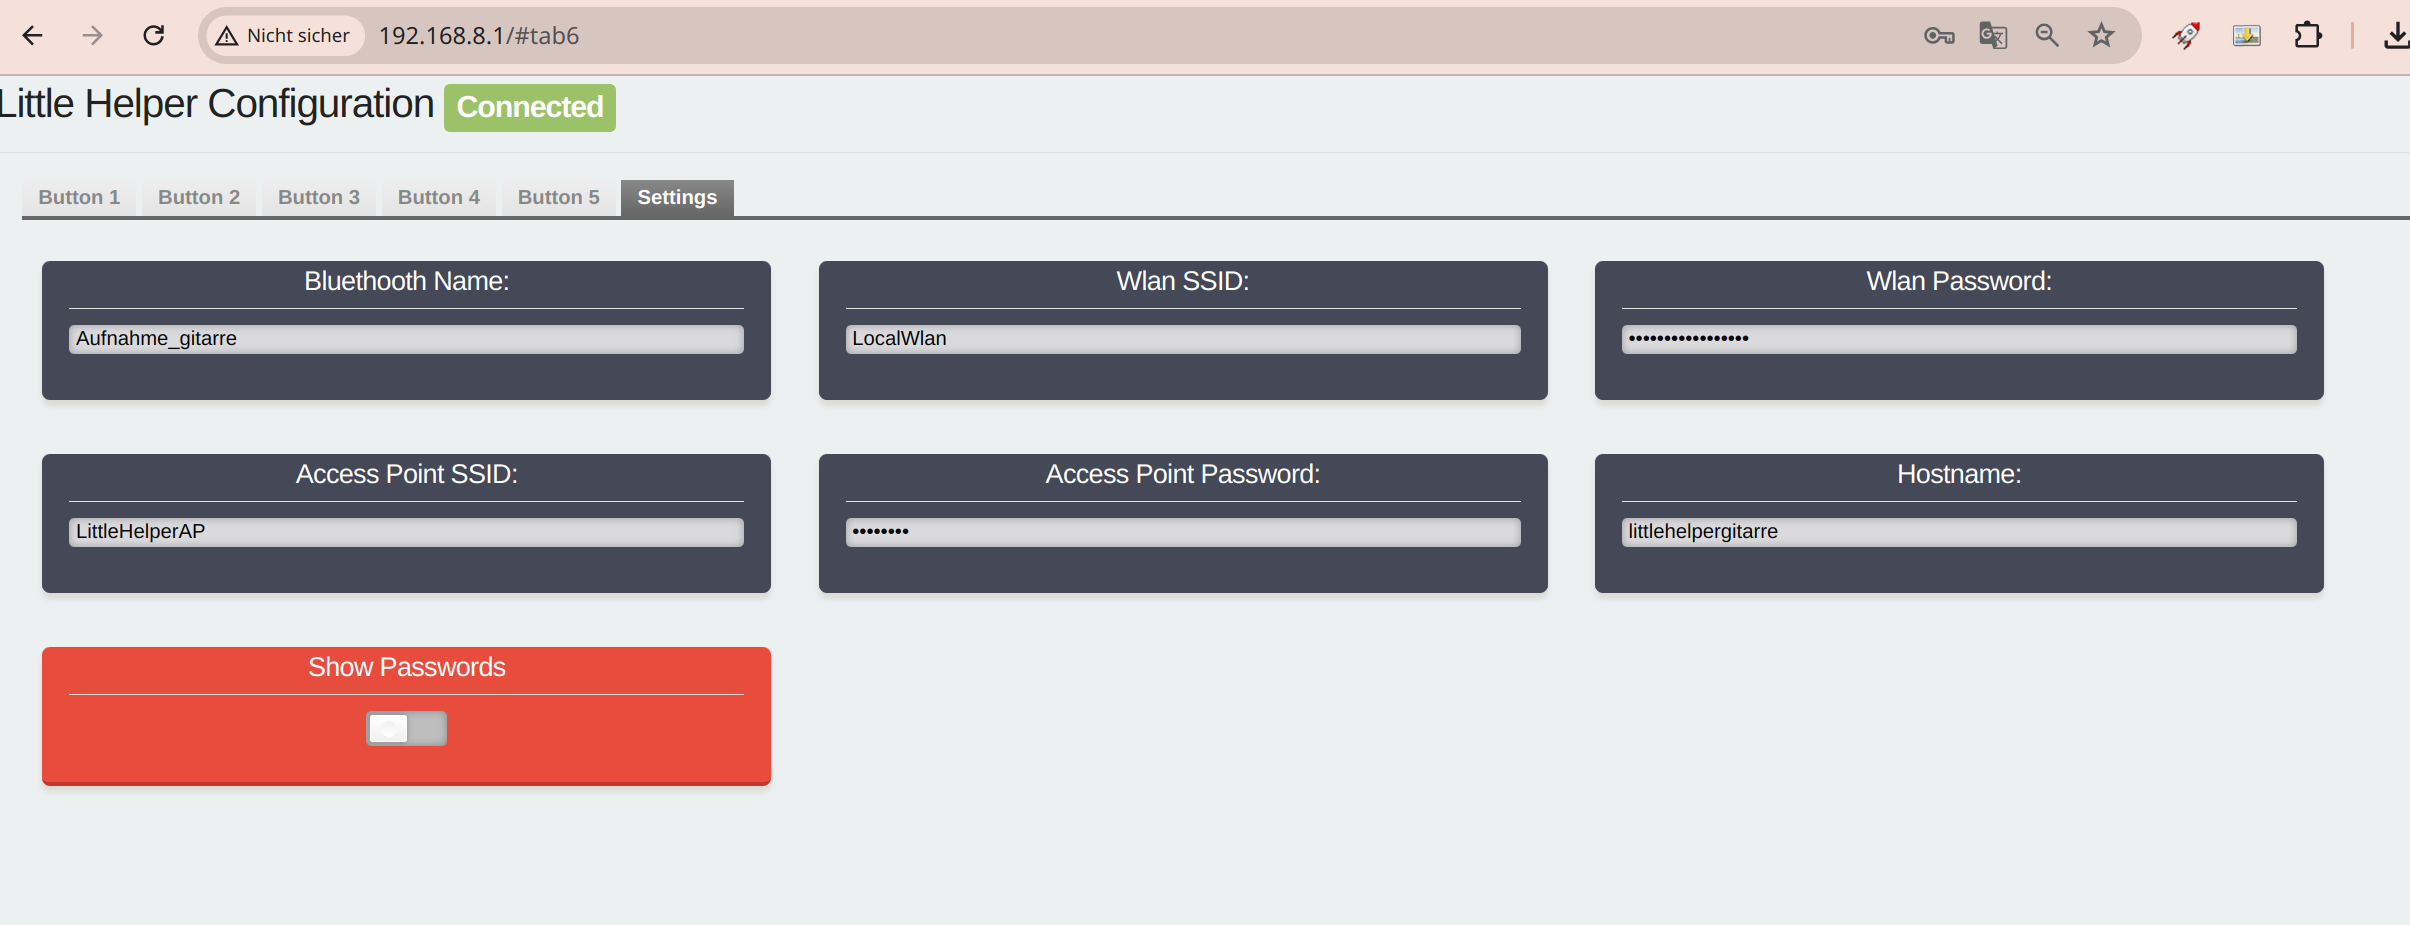 Nicht sicher 192.168.8.1/#tab6
Little Helper Configuration Connected
Button 1 Button 2 Button 3 Button 4 Button 5 Settings
Bluethooth Name: Wlan SSID: Wlan Password:
Aufnahme_gitarre LocalWlan •••••••••••••••••
Access Point SSID: Access Point Password: Hostname:
LittleHelperAP •••••••• littlehelpergitarre
Show Passwords